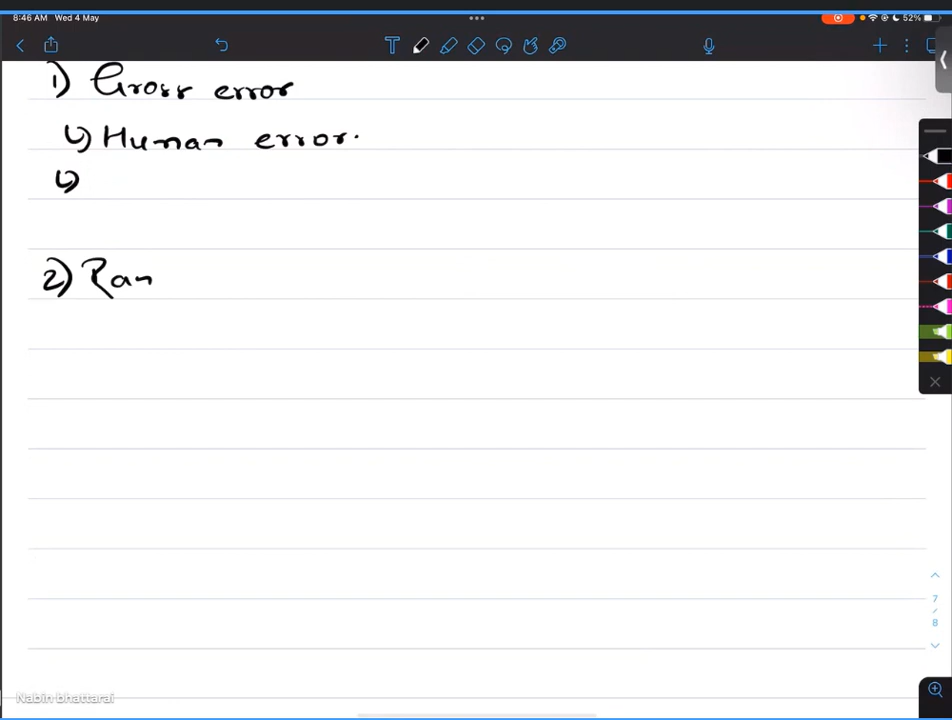 8:46 AM Wed 4 May
52%
T
1) Gross error
↳ Human error.
↳
2) Ran
7
/
8
Nabin bhattarai